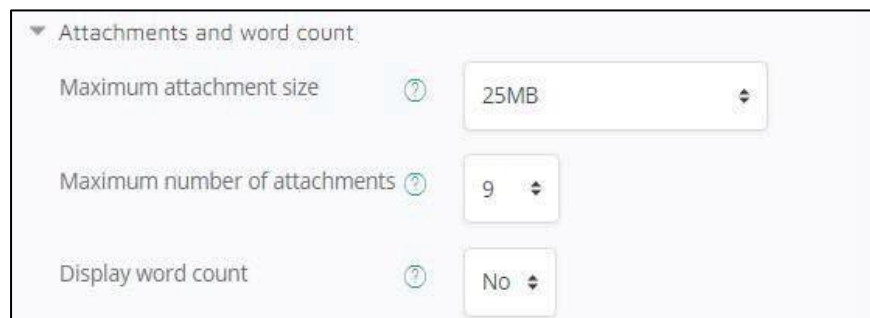 Attachments and word count
Maximum attachment size 25MB
Maximum number of attachments 9
Display word count No